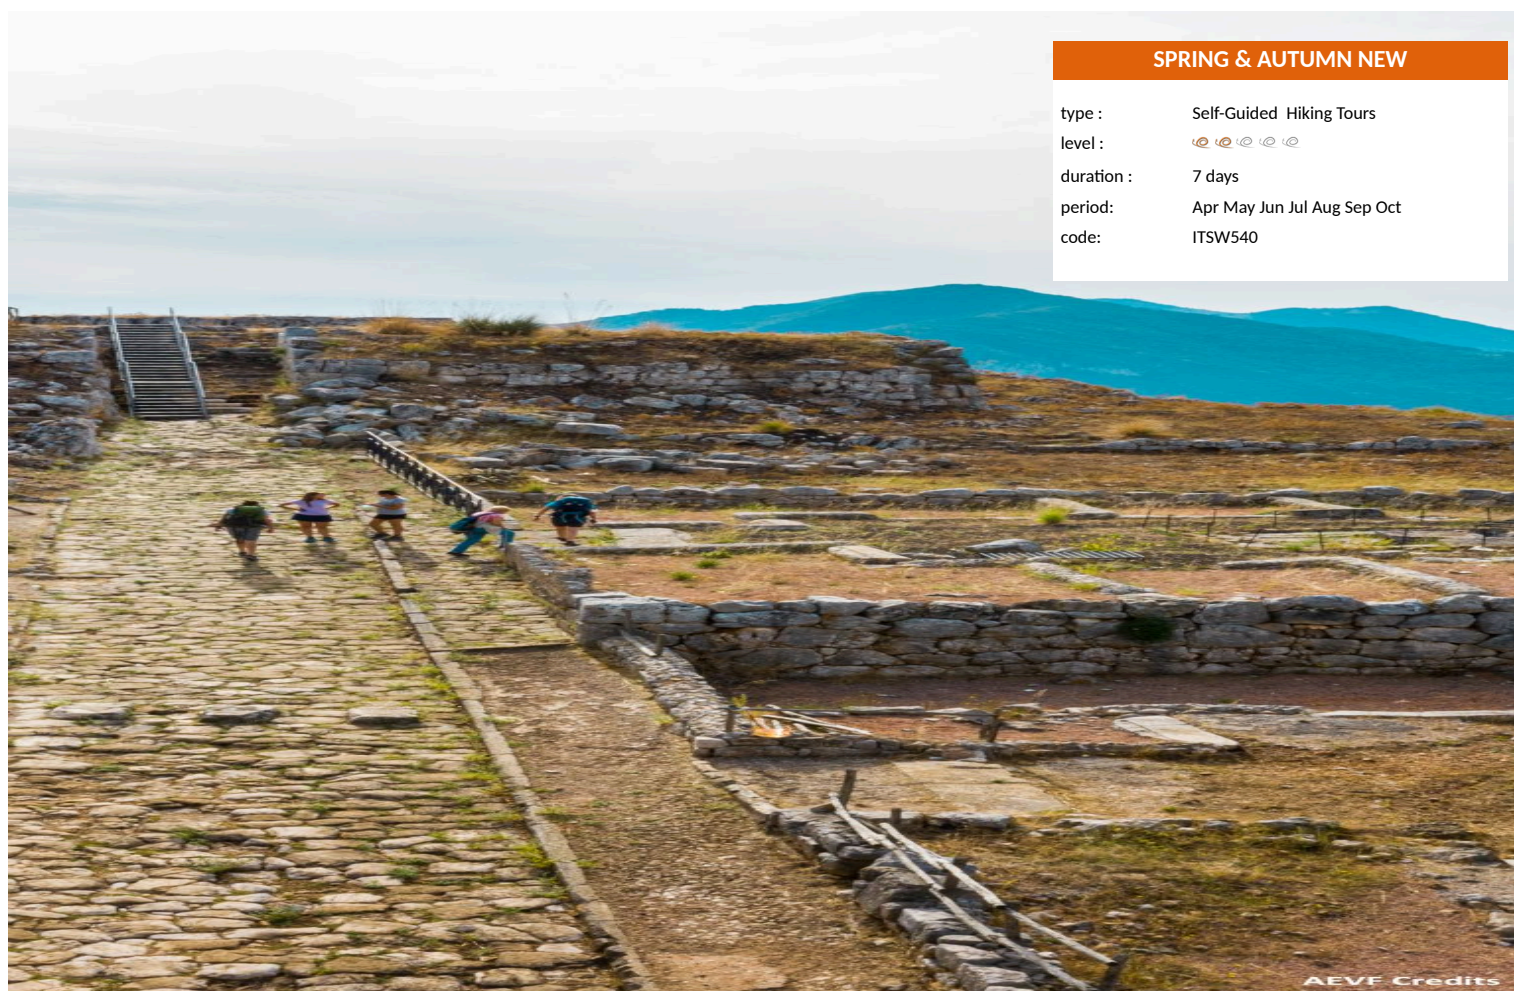 SPRING & AUTUMN NEW
type : Self-Guided Hiking Tours
level :
duration : 7 days
period: Apr May Jun Jul Aug Sep Oct
code: ITSW540
AEVF Credits